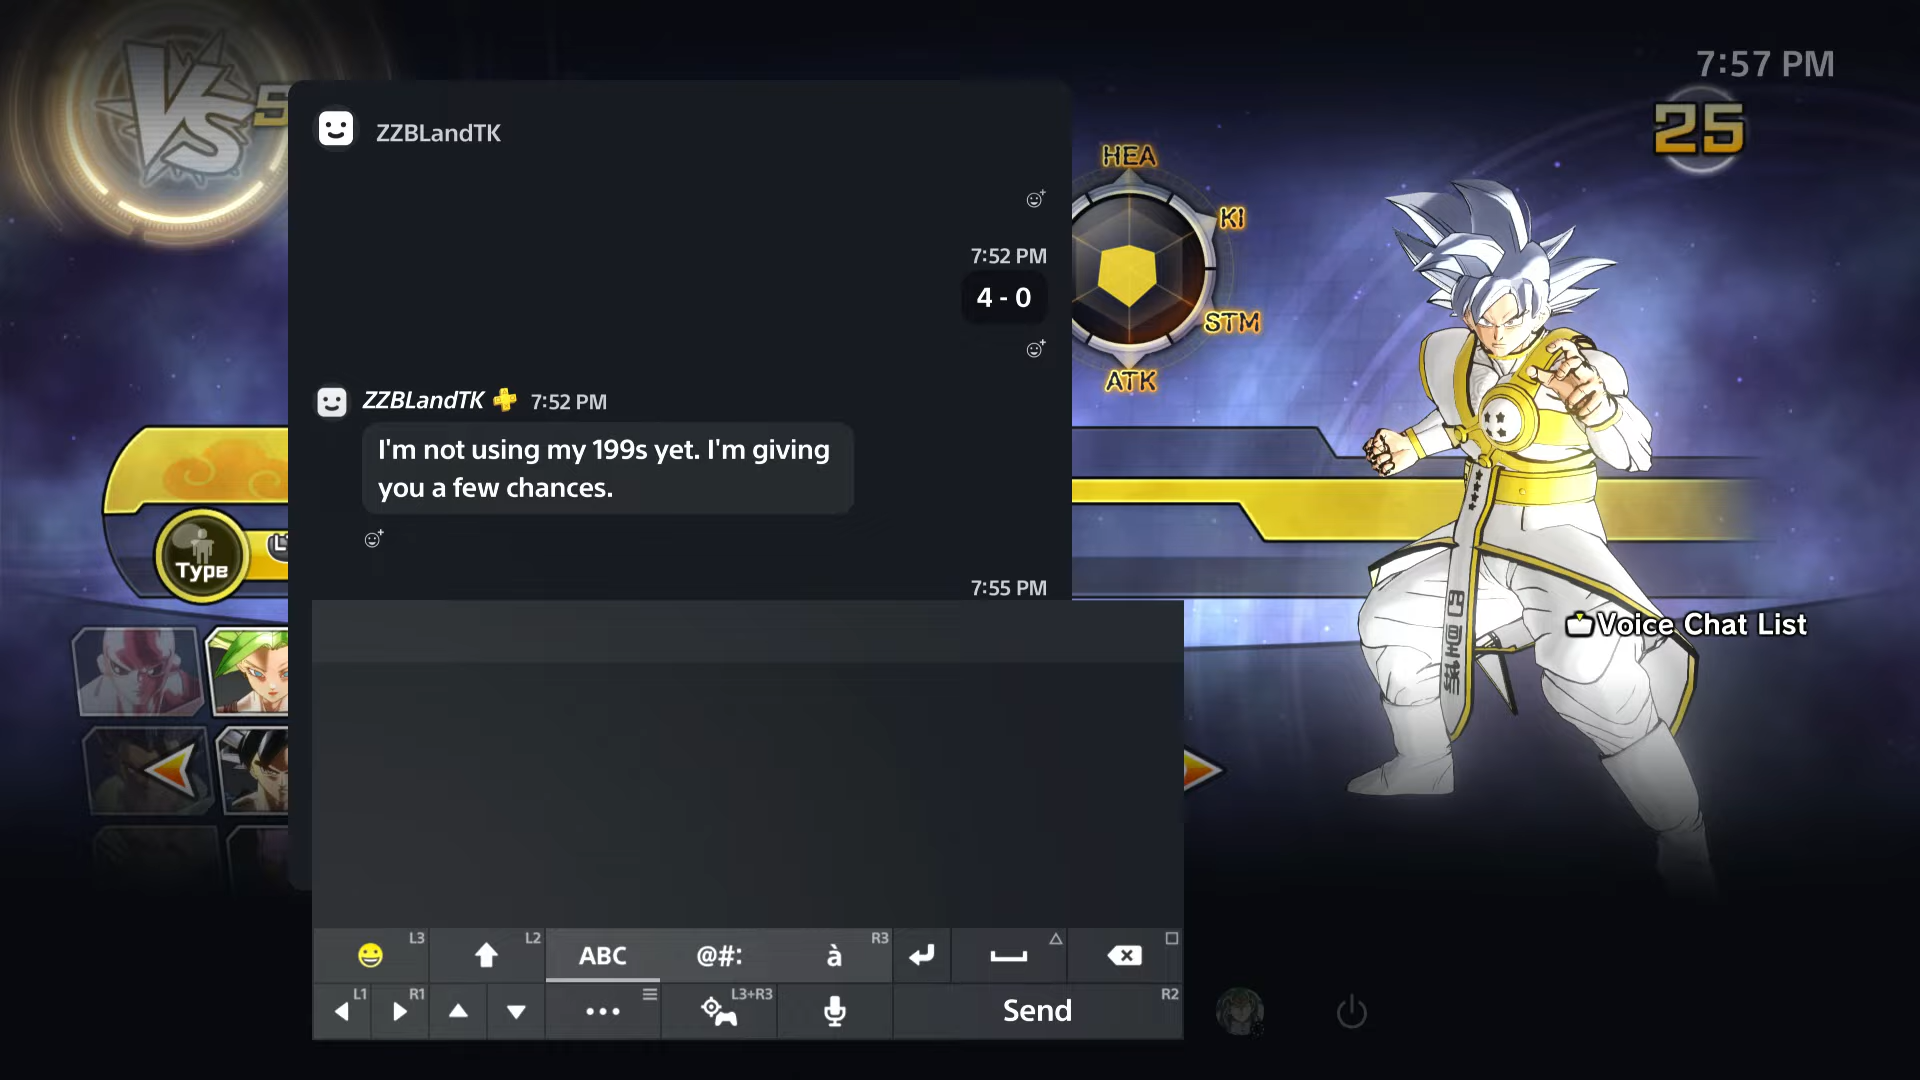 7:57 PM
VS
5
25
ZZBLandTK
HEA
KI
STM
ATK
7:52 PM
4 - 0
ZZBLandTK 7:52 PM
I'm not using my 199s yet. I'm giving
you a few chances.
Type
7:55 PM
Voice Chat List
L3
L2
ABC
@#:
à
R3
L1
R1
L3+R3
Send
R2